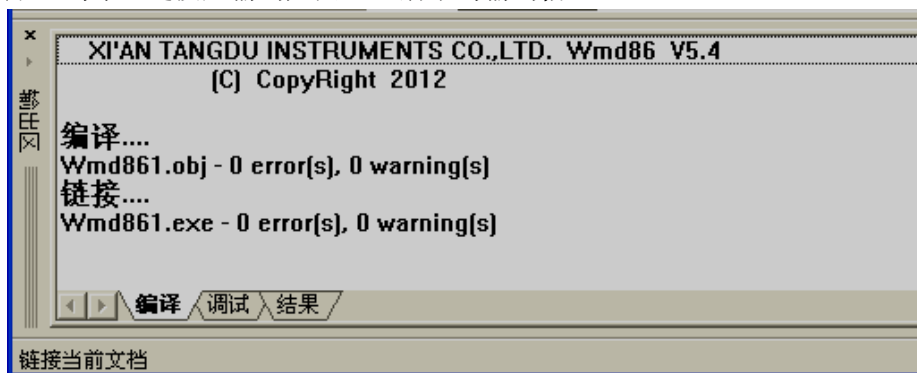 XI'AN TANGDU INSTRUMENTS CO.,LTD. Wmd86 V5.4
(C) CopyRight 2012
编译....
Wmd861.obj - 0 error(s), 0 warning(s)
链接....
Wmd861.exe - 0 error(s), 0 warning(s)
编译 调试 结果
链接当前文档